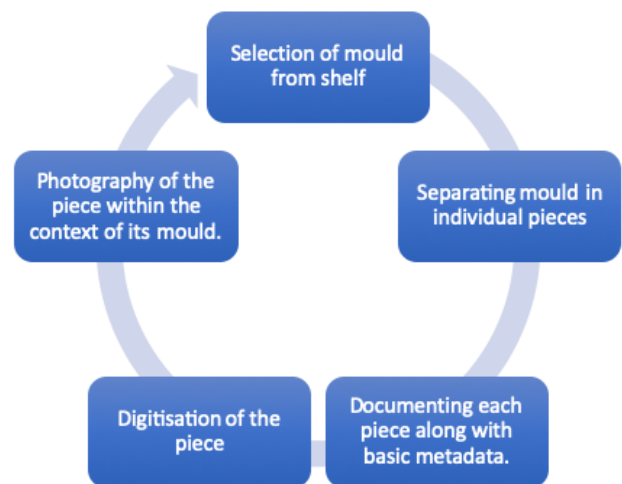 Selection of mould
from shelf
Separating mould in
individual pieces
Documenting each
piece along with
basic metadata.
Digitisation of the
piece
Photography of the
piece within the
context of its mould.